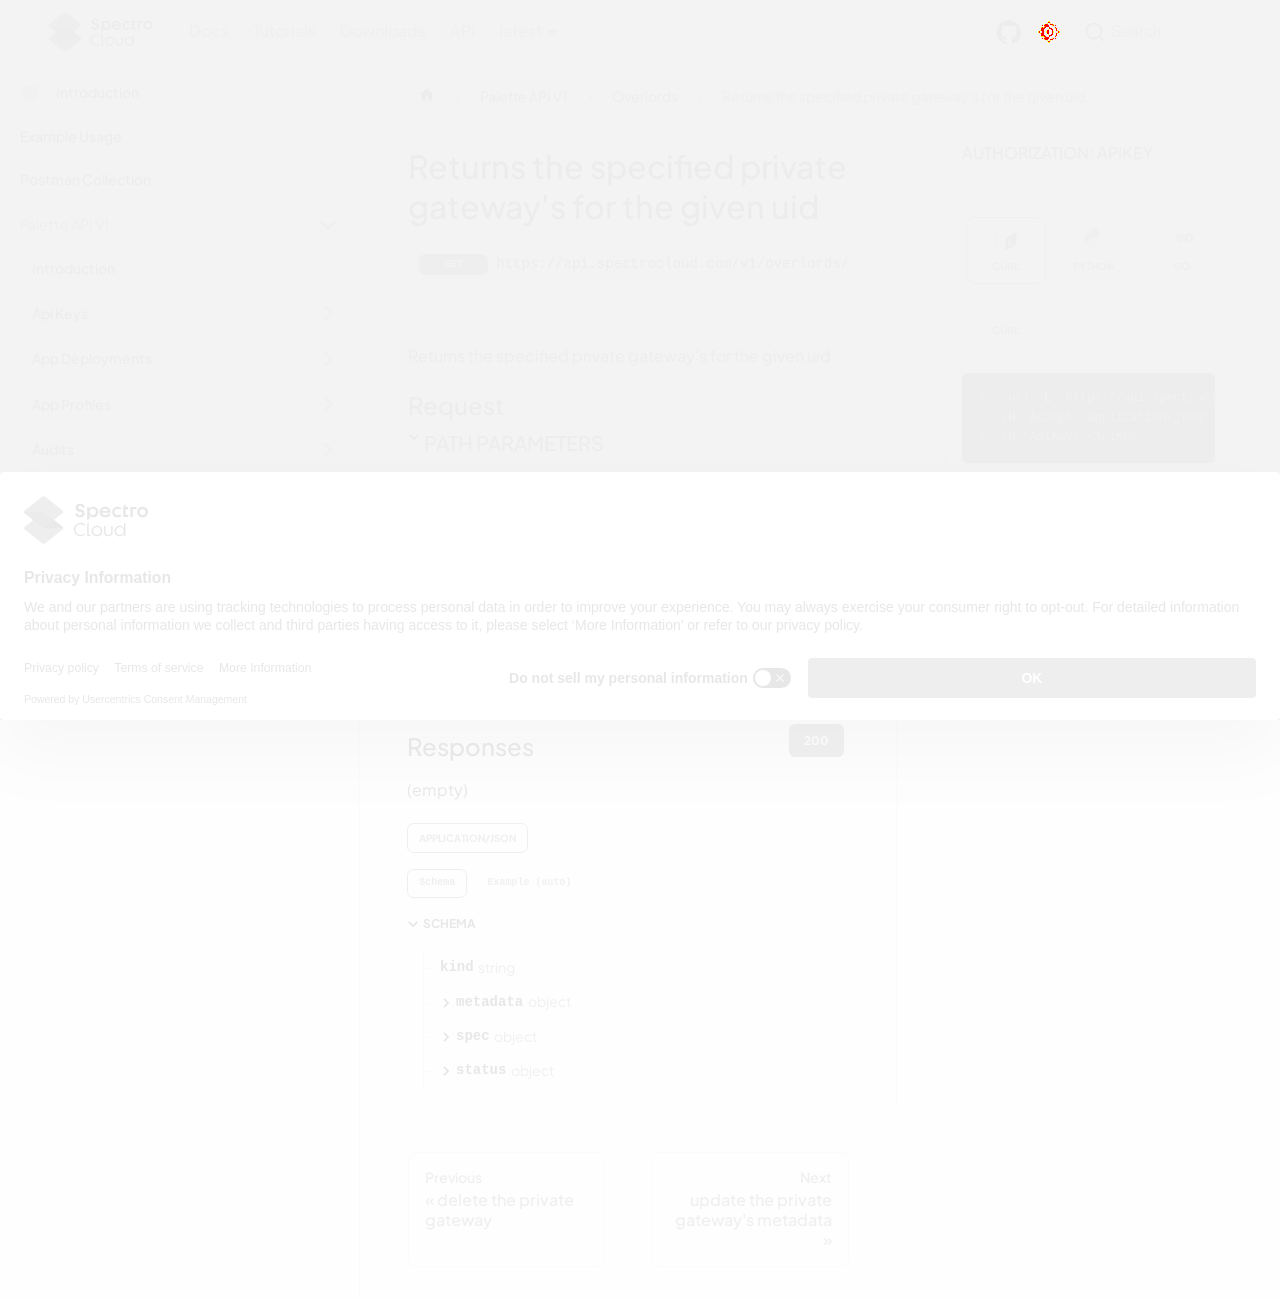 Spectro Cloud
Docs Tutorials Downloads API latest
Search
Introduction
Example Usage
Postman Collection
Palette API V1
Introduction
Api Keys
App Deployments
App Profiles
Audits
Palette API V1
Overlords
Returns the specified private gateway's for the given uid
Returns the specified private
gateway's for the given uid
GET https://api.spectrocloud.com/v1/overlords/
Returns the specified private gateway's for the given uid
Request
PATH PARAMETERS
AUTHORIZATION: APIKEY
CURL PYTHON GO
CURL
Spectro
Cloud
Privacy Information
We and our partners are using tracking technologies to process personal data in order to improve your experience. You may always exercise your consumer right to opt-out. For detailed information
about personal information we collect and third parties having access to it, please select ‘More Information’ or refer to our privacy policy.
Privacy policy Terms of service More Information
Do not sell my personal information
OK
Powered by Usercentrics Consent Management
Responses
200
(empty)
APPLICATION/JSON
Schema Example (auto)
SCHEMA
kind string
metadata object
spec object
status object
Previous
« delete the private
gateway
Next
update the private
gateway's metadata
»